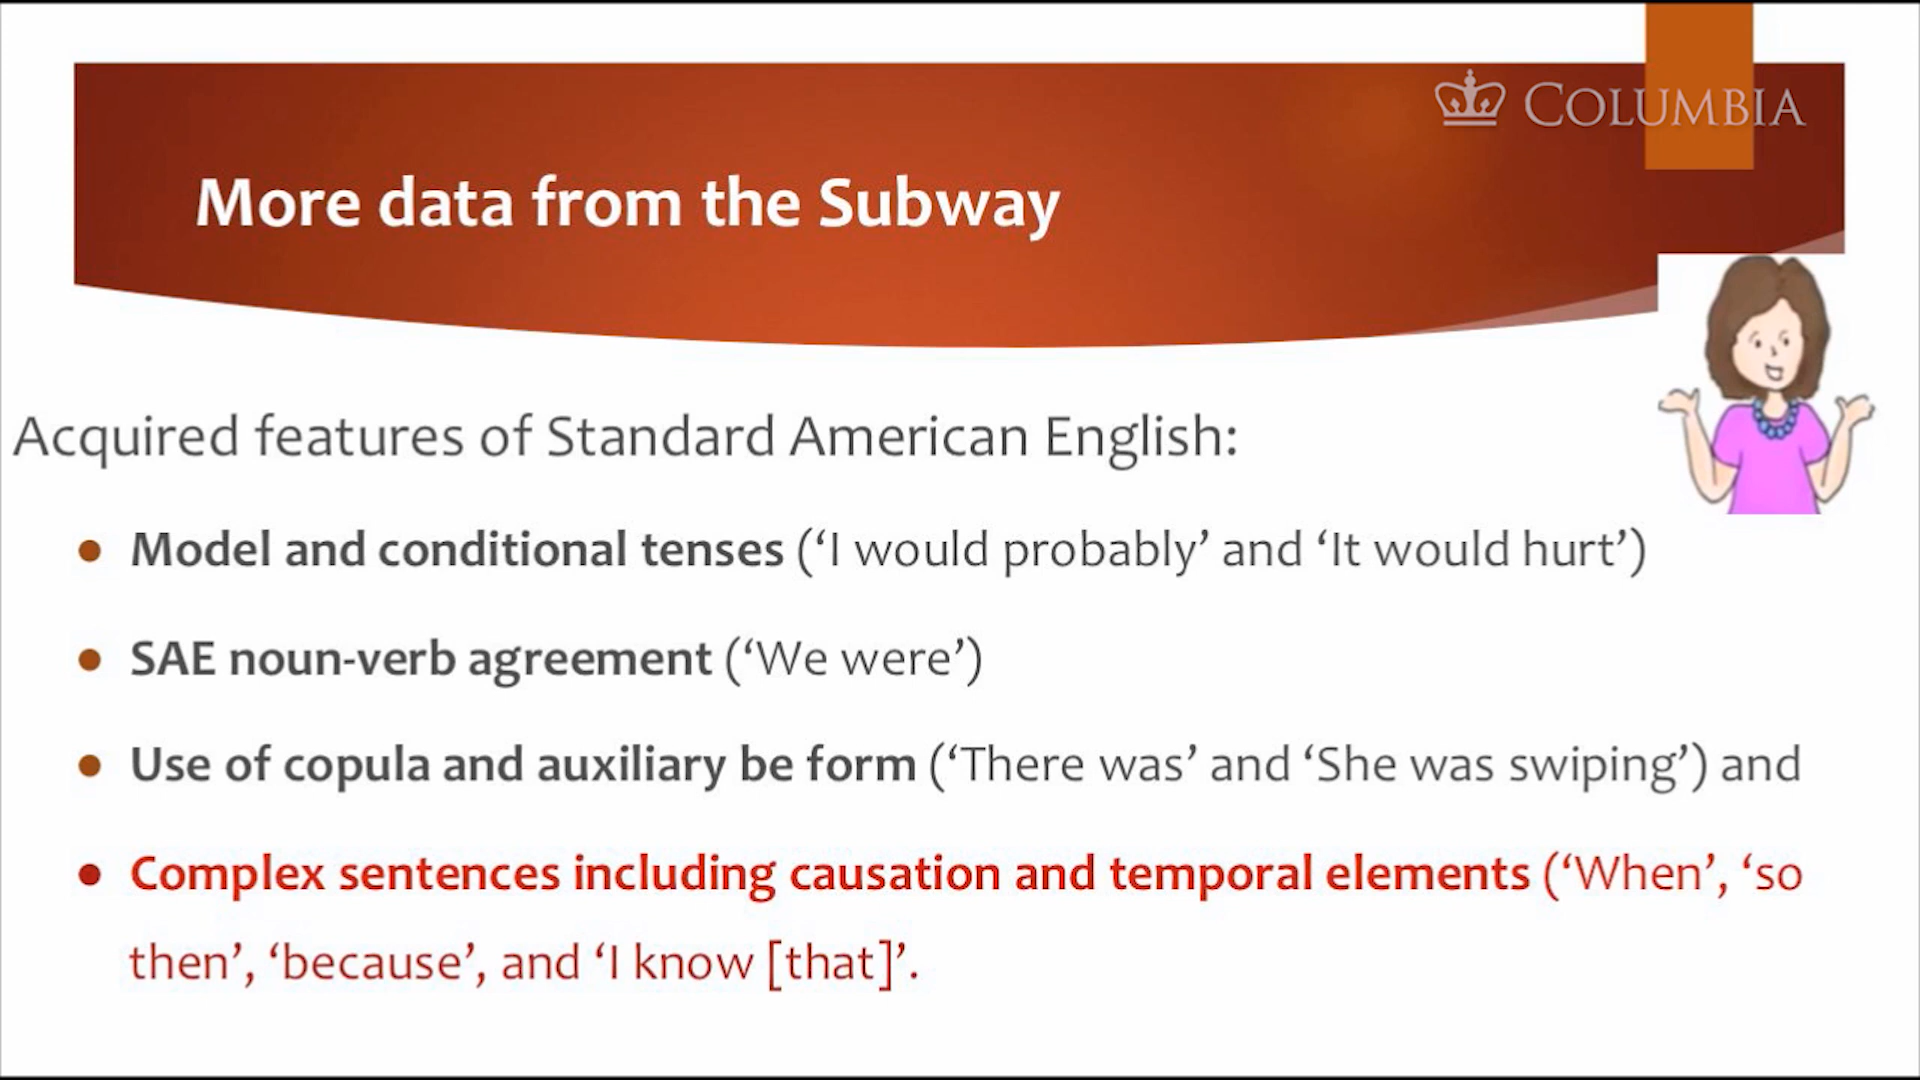 COLUMBIA
More data from the Subway
Acquired features of Standard American English:
● Model and conditional tenses (‘I would probably’ and ‘It would hurt’)
● SAE noun-verb agreement (‘We were’)
● Use of copula and auxiliary be form (‘There was’ and ‘She was swiping’) and
● Complex sentences including causation and temporal elements (‘When’, ‘so
then’, ‘because’, and ‘I know [that]’.